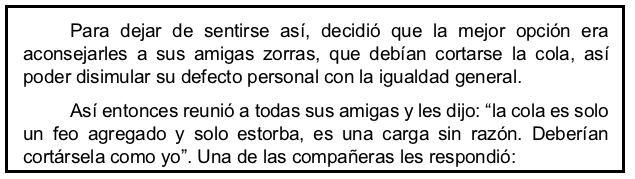 Para dejar de sentirse así, decidió que la mejor opción era
aconsejarles a sus amigas zorras, que debían cortarse la cola, así
poder disimular su defecto personal con la igualdad general.
Así entonces reunió a todas sus amigas y les dijo: “la cola es solo
un feo agregado y solo estorba, es una carga sin razón. Deberían
cortársela como yo”. Una de las compañeras les respondió: